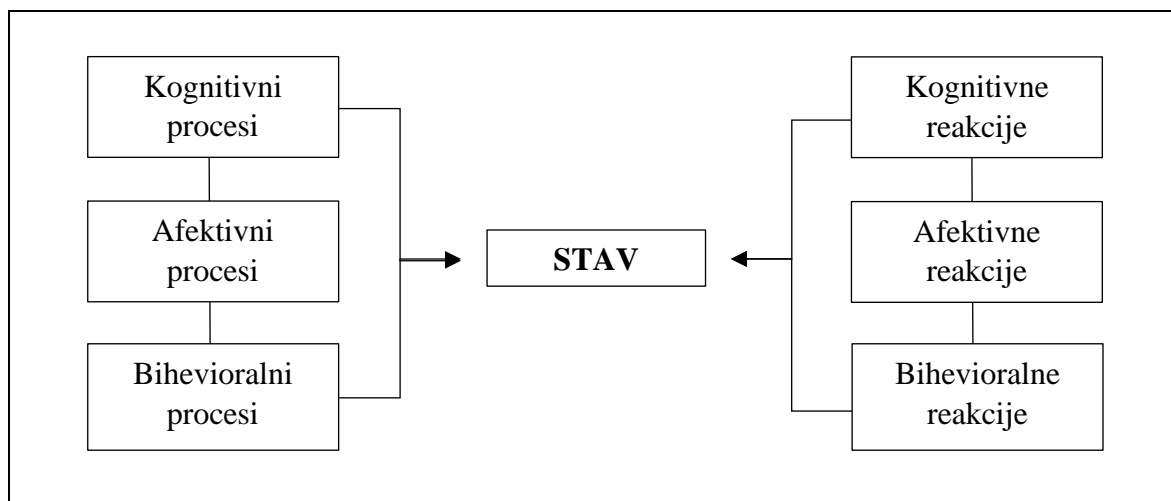 Kognitivni
procesi
Afektivni
procesi
Bihevioralni
procesi
STAV
Kognitivne
reakcije
Afektivne
reakcije
Bihevioralne
reakcije